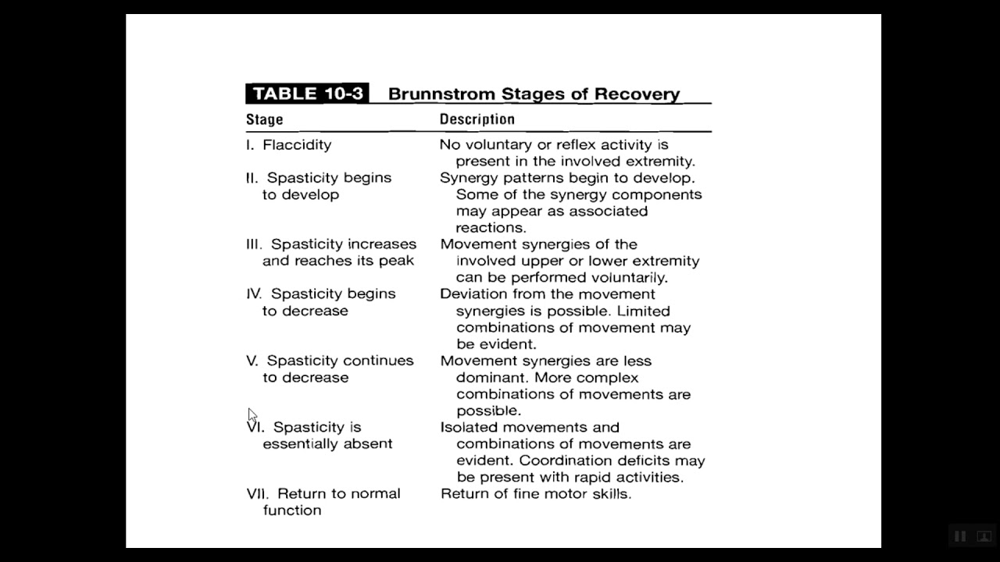 TABLE 10-3 Brunnstrom Stages of Recovery
Stage Description
I. Flaccidity No voluntary or reflex activity is
present in the involved extremity.
II. Spasticity begins Synergy patterns begin to develop.
to develop Some of the synergy components
may appear as associated
reactions.
III. Spasticity increases Movement synergies of the
and reaches its peak involved upper or lower extremity
can be performed voluntarily.
IV. Spasticity begins Deviation from the movement
to decrease synergies is possible. Limited
combinations of movement may
be evident.
V. Spasticity continues Movement synergies are less
to decrease dominant. More complex
combinations of movements are
possible.
VI. Spasticity is Isolated movements and
essentially absent combinations of movements are
evident. Coordination deficits may
be present with rapid activities.
VII. Return to normal Return of fine motor skills.
function